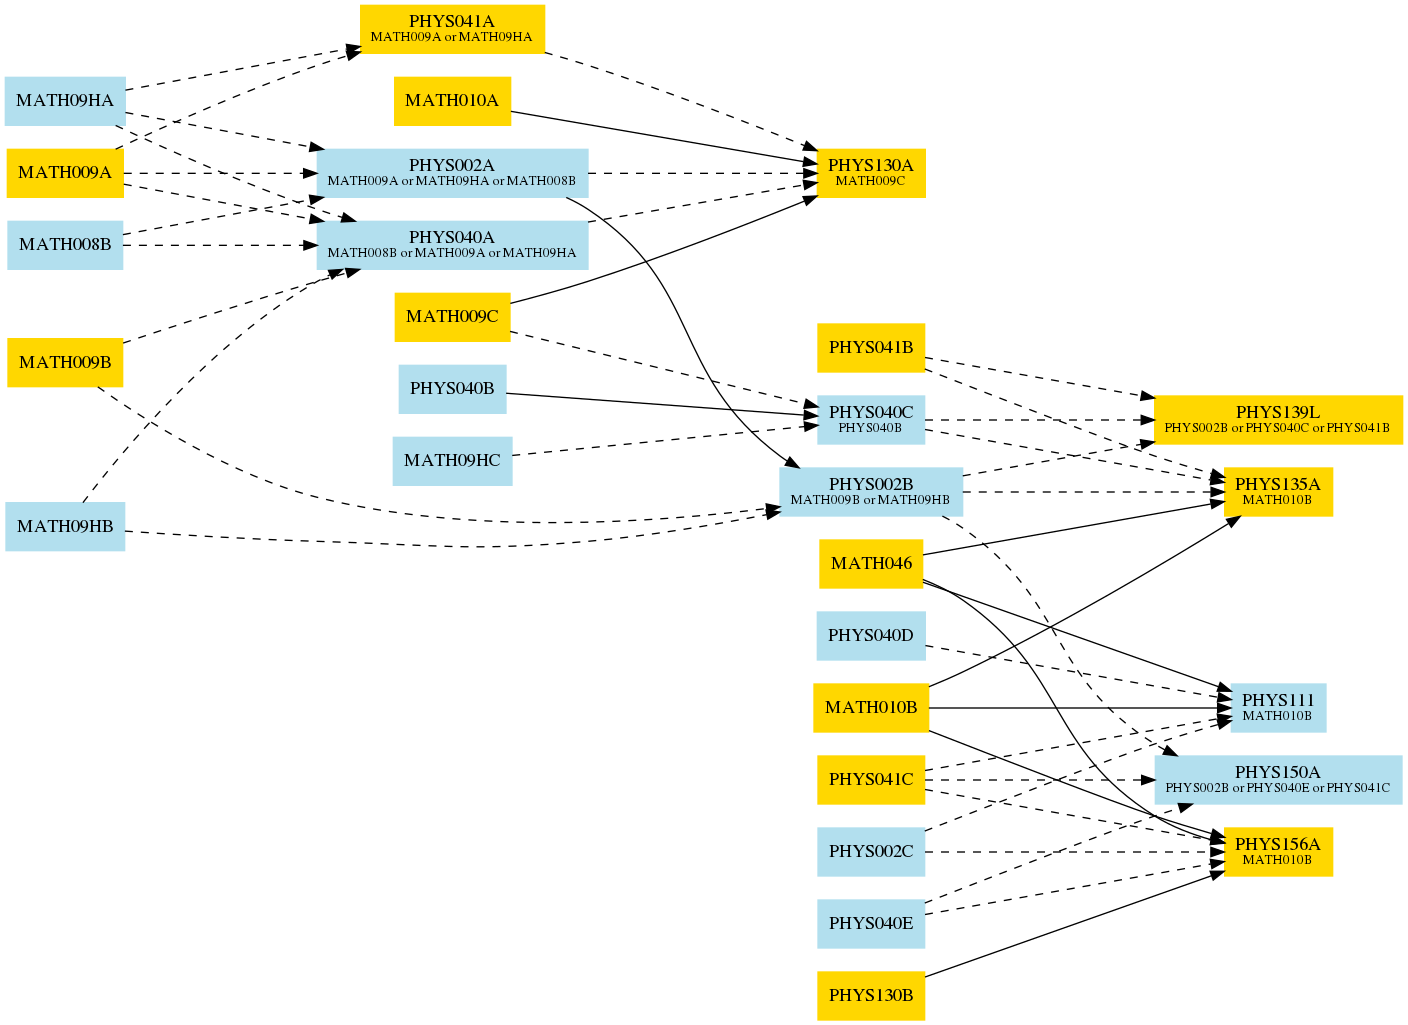 MATH09HA
MATH009A
MATH008B
MATH009B
MATH09HB
PHYS041A
MATH009A or MATH09HA
MATH010A
PHYS002A
MATH009A or MATH09HA or MATH008B
PHYS040A
MATH008B or MATH009A or MATH09HA
MATH009C
PHYS040B
MATH09HC
PHYS130A
MATH009C
PHYS041B
PHYS040C
PHYS040B
PHYS002B
MATH009B or MATH09HB
MATH046
PHYS040D
MATH010B
PHYS041C
PHYS002C
PHYS040E
PHYS130B
PHYS139L
PHYS002B or PHYS040C or PHYS041B
PHYS135A
MATH010B
PHYS111
MATH010B
PHYS150A
PHYS002B or PHYS040E or PHYS041C
PHYS156A
MATH010B